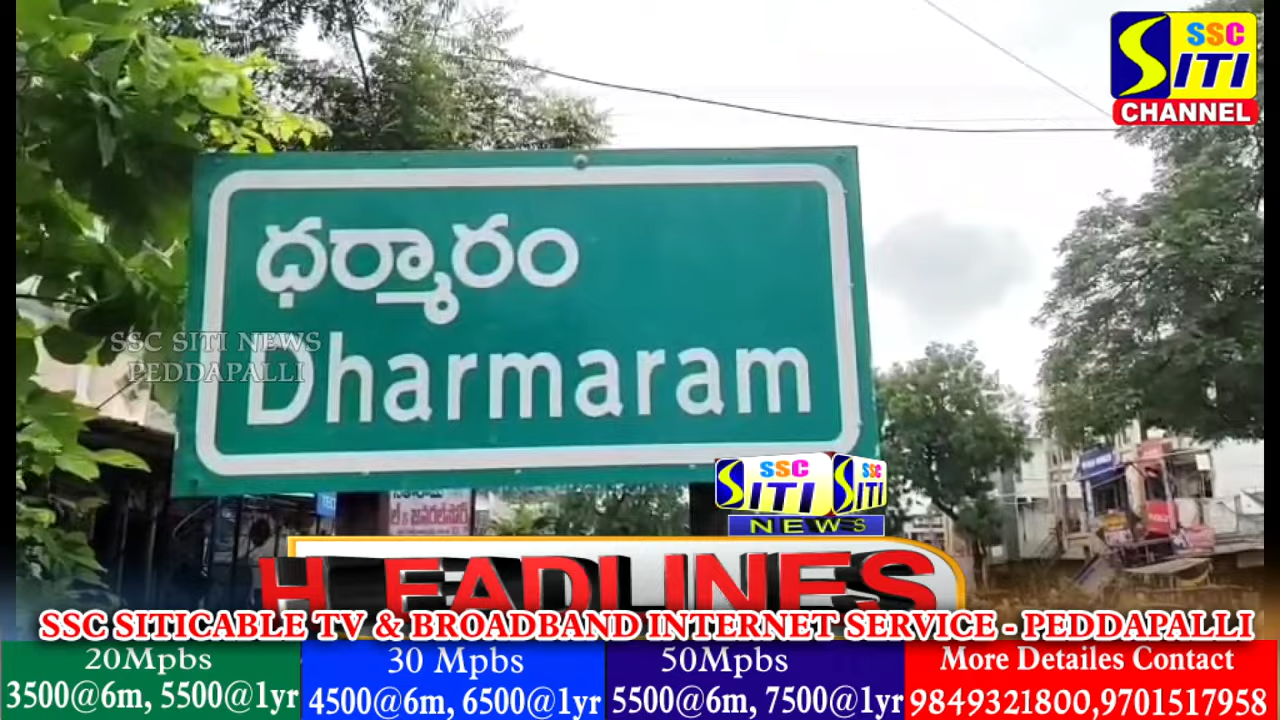 SSC
SITI
CHANNEL
ధర్మారం
SSC SITI NEWS
PEDDAPALLI
Dharmaram
SSC
SITI
SSC
SITI
NEWS
HEADLINES
SSC SITICABLE TV & BROADBAND INTERNET SERVICE - PEDDAPALLI
20Mpbs
3500@6m, 5500@1yr
30 Mpbs
4500@6m, 6500@1yr
50Mpbs
5500@6m, 7500@1yr
More Detailes Contact
9849321800,9701517958